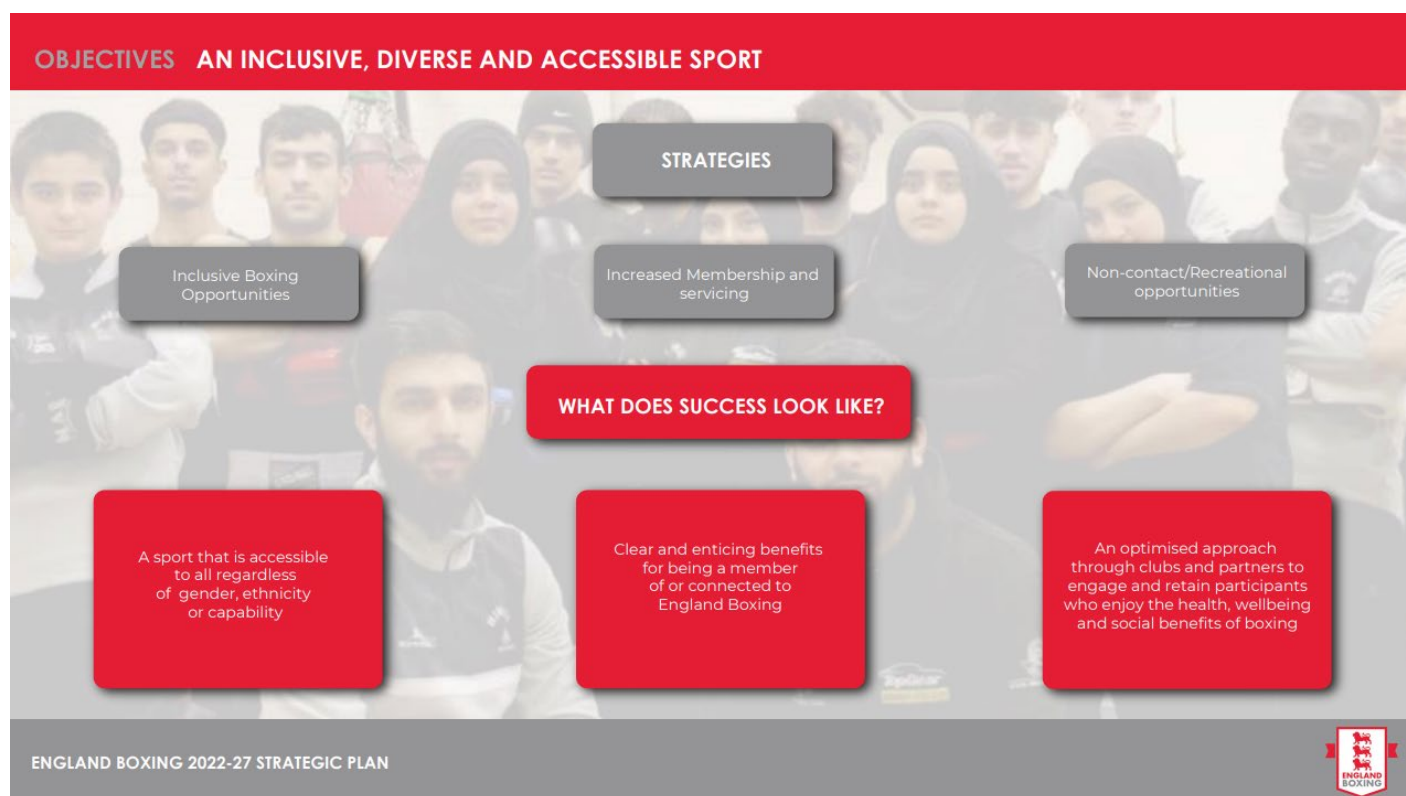 OBJECTIVES AN INCLUSIVE, DIVERSE AND ACCESSIBLE SPORT
STRATEGIES
Inclusive Boxing
Opportunities
Increased Membership and
servicing
Non-contact/Recreational
opportunities
WHAT DOES SUCCESS LOOK LIKE?
A sport that is accessible
to all regardless
of gender, ethnicity
or capability
Clear and enticing benefits
for being a member
of or connected to
England Boxing
An optimised approach
through clubs and partners to
engage and retain participants
who enjoy the health, wellbeing
and social benefits of boxing
TopGear
ENGLAND BOXING 2022-27 STRATEGIC PLAN
ENGLAND
BOXING